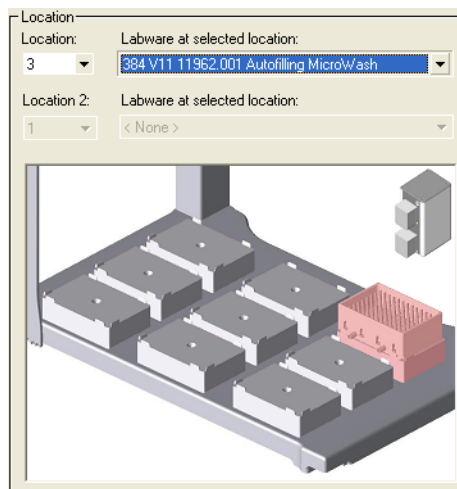 Location
Location: Labware at selected location:
3 384 V11 11962.001 Autofilling MicroWash
Location 2: Labware at selected location:
1 < None >